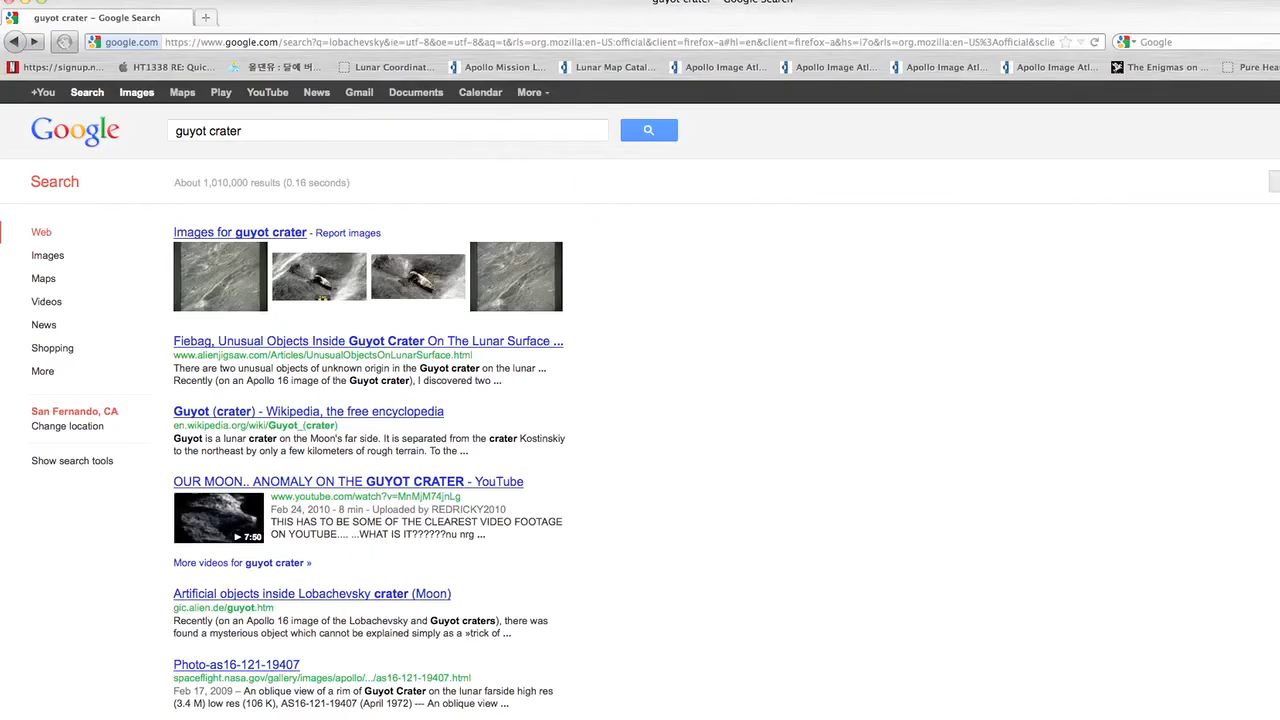 guyot crater - Google Search
guyot crater – Google Search
google.com https://www.google.com/search?q=lobachevsky&ie=utf-8&oe=utf-8&aq=t&rls=org.mozilla:en-US:official&client=firefox-a#hl=en&client=firefox-a&hs=i7o&rls=org.mozilla:en-US%3Aofficial&sclie
Google
https://signup.n... HT1338 RE: Quic... Lunar Coordinat... Apollo Mission L... Lunar Map Catal... Apollo Image Atl... Apollo Image Atl... Apollo Image Atl... Apollo Image Atl... The Enigmas on ... Pure Hea
+You Search Images Maps Play YouTube News Gmail Documents Calendar More
Google
guyot crater
Search
About 1,010,000 results (0.16 seconds)
Web
Images
Maps
Videos
News
Shopping
More
San Fernando, CA
Change location
Show search tools
Images for guyot crater - Report images
Fiebag, Unusual Objects Inside Guyot Crater On The Lunar Surface ...
www.alienjigsaw.com/Articles/UnusualObjectsOnLunarSurface.html
There are two unusual objects of unknown origin in the Guyot crater on the lunar ...
Recently (on an Apollo 16 image of the Guyot crater), I discovered two ...
Guyot (crater) - Wikipedia, the free encyclopedia
en.wikipedia.org/wiki/Guyot_(crater)
Guyot is a lunar crater on the Moon's far side. It is separated from the crater Kostinskiy
to the northeast by only a few kilometers of rough terrain. To the ...
OUR MOON.. ANOMALY ON THE GUYOT CRATER - YouTube
www.youtube.com/watch?v=MnMjM74jnLg
Feb 24, 2010 - 8 min - Uploaded by REDRICKY2010
THIS HAS TO BE SOME OF THE CLEAREST VIDEO FOOTAGE
ON YOUTUBE.... ...WHAT IS IT??????nu nrg ...
7:50
More videos for guyot crater »
Artificial objects inside Lobachevsky crater (Moon)
gic.alien.de/guyot.htm
Recently (on an Apollo 16 image of the Lobachevsky and Guyot craters), there was
found a mysterious object which cannot be explained simply as a »trick of ...
Photo-as16-121-19407
spaceflight.nasa.gov/gallery/images/apollo/.../as16-121-19407.html
Feb 17, 2009 – An oblique view of a rim of Guyot Crater on the lunar farside high res
(3.4 M) low res (106 K), AS16-121-19407 (April 1972) --- An oblique view ...